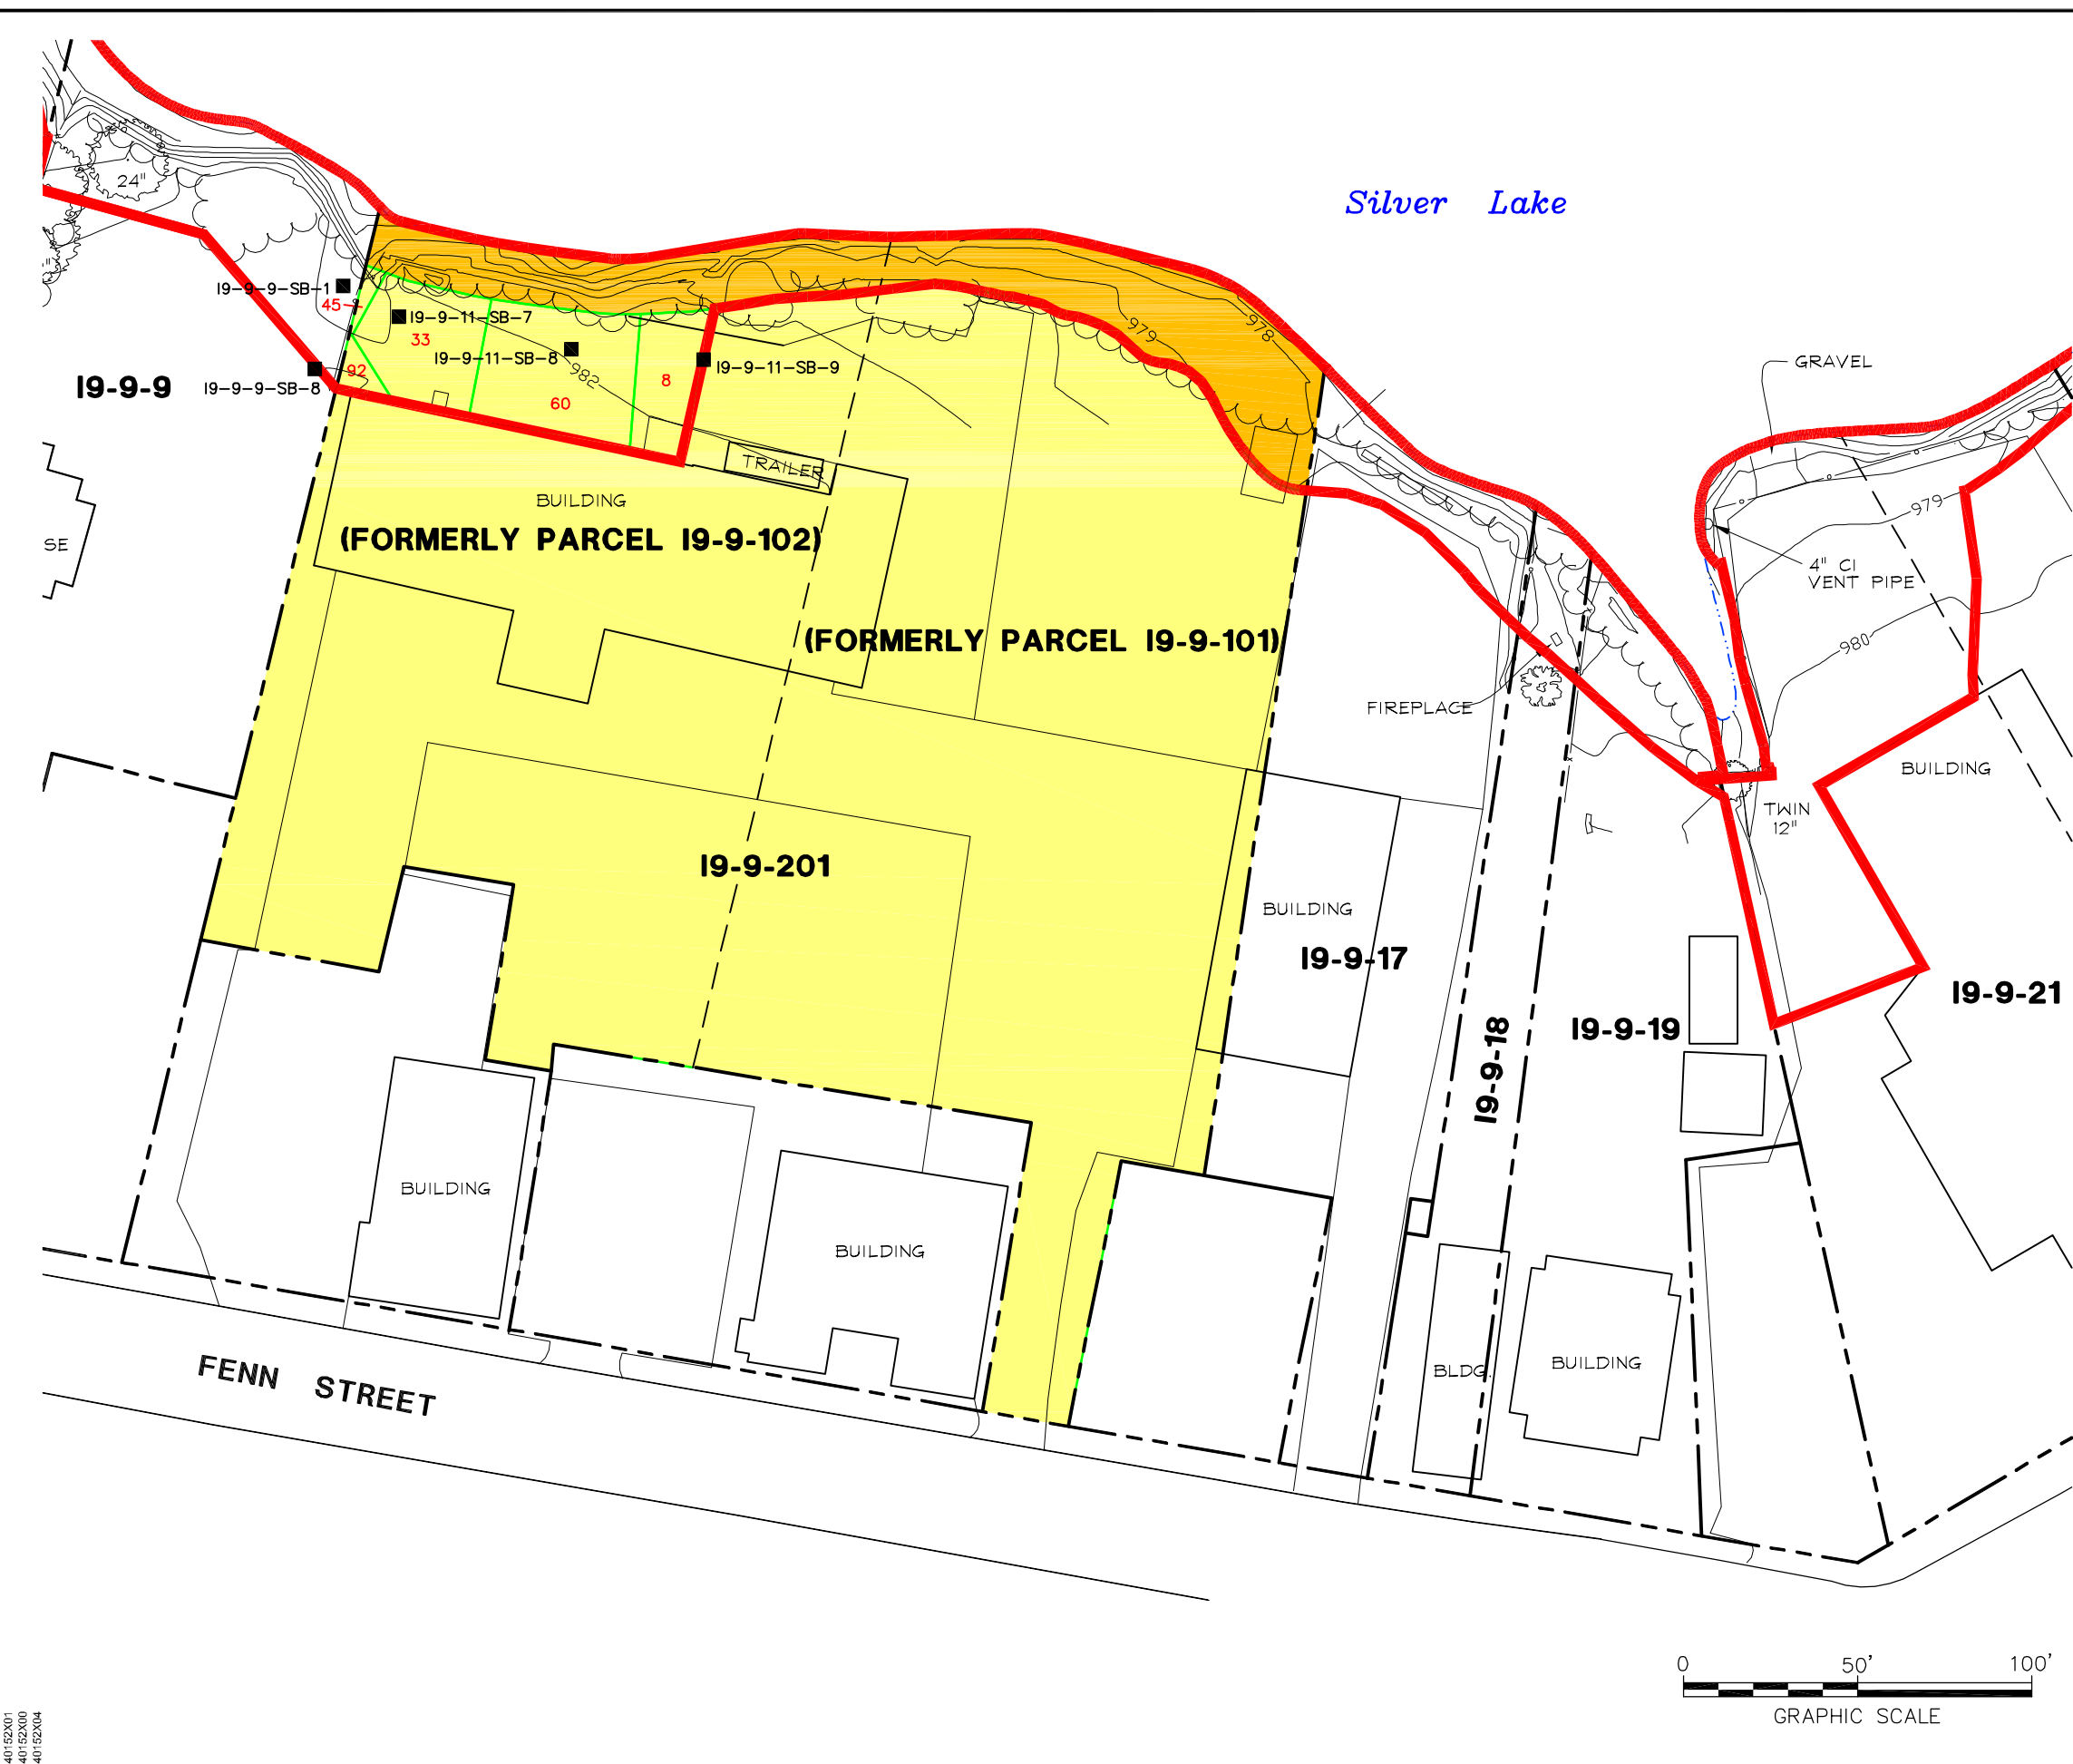 Silver Lake
24"
I9-9-9-SB-1
45
I9-9-11-SB-7
33
I9-9-11-SB-8
I9-9-11-SB-9
I9-9-9
I9-9-9-SB-8
92
982
8
60
979
978
GRAVEL
TRAILER
BUILDING
(FORMERLY PARCEL I9-9-102)
SE
979
4" CI
VENT PIPE
(FORMERLY PARCEL I9-9-101)
980
FIREPLACE
BUILDING
TWIN
12"
I9-9-201
BUILDING
I9-9-17
I9-9-21
I9-9-18
I9-9-19
BUILDING
BUILDING
BLDG.
BUILDING
FENN STREET
0 50' 100'
GRAPHIC SCALE
40152X01
40152X00
40152X04